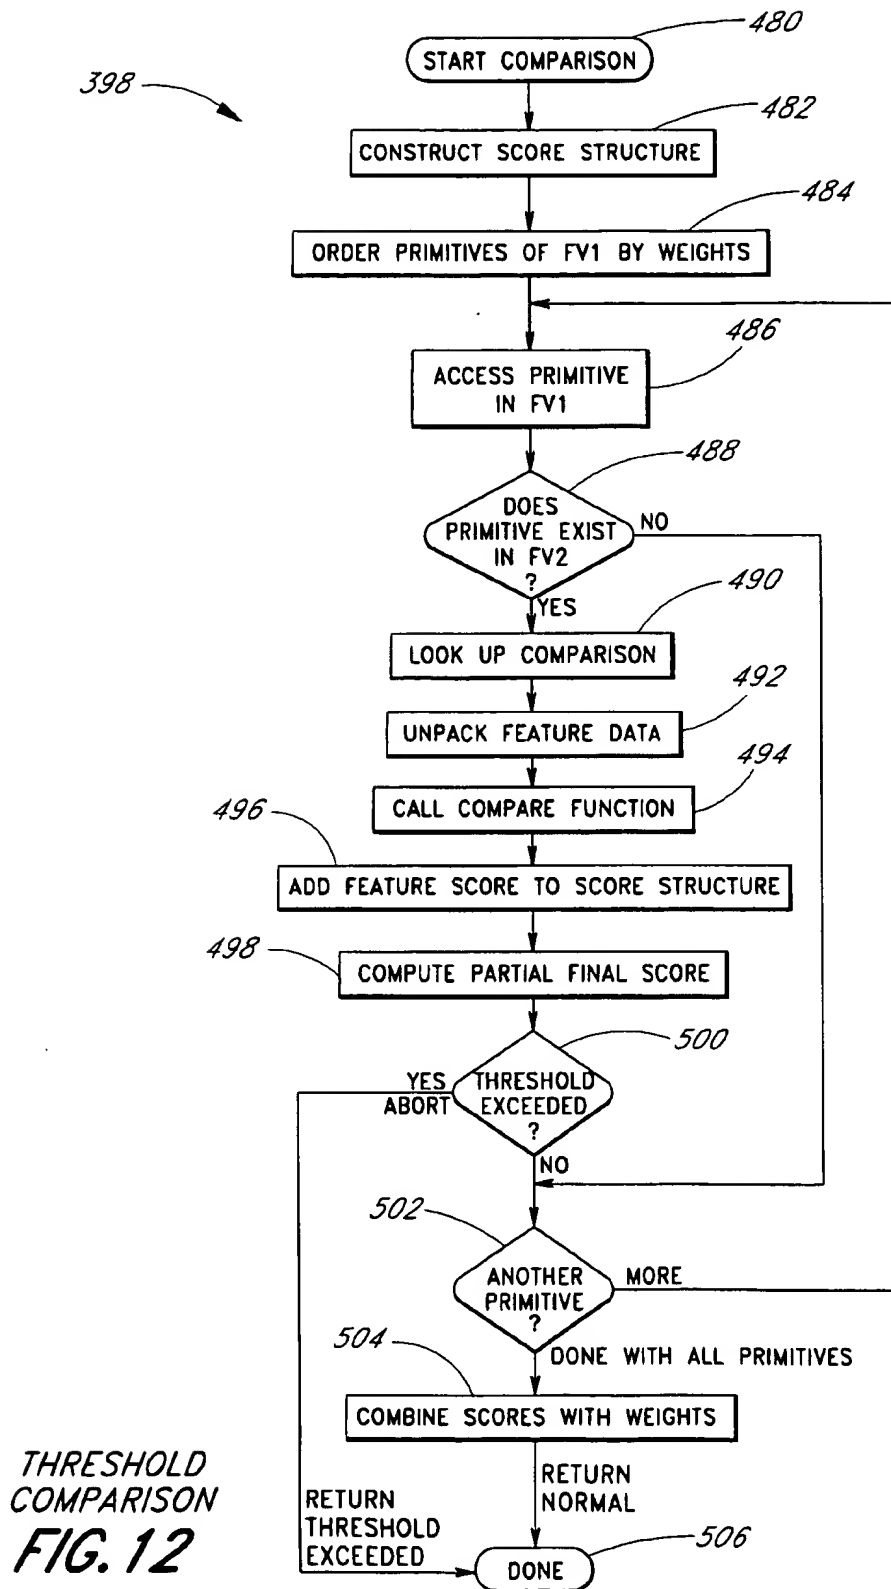 480
START COMPARISON
398
482
CONSTRUCT SCORE STRUCTURE
484
ORDER PRIMITIVES OF FV1 BY WEIGHTS
486
ACCESS PRIMITIVE
IN FV1
488
DOES
PRIMITIVE EXIST
IN FV2
?
NO
YES
490
LOOK UP COMPARISON
492
UNPACK FEATURE DATA
494
CALL COMPARE FUNCTION
496
ADD FEATURE SCORE TO SCORE STRUCTURE
498
COMPUTE PARTIAL FINAL SCORE
500
THRESHOLD
EXCEEDED
?
YES
ABORT
NO
502
ANOTHER
PRIMITIVE
?
MORE
DONE WITH ALL PRIMITIVES
504
COMBINE SCORES WITH WEIGHTS
RETURN
NORMAL
RETURN
THRESHOLD
EXCEEDED
506
DONE
THRESHOLD
COMPARISON
FIG. 12